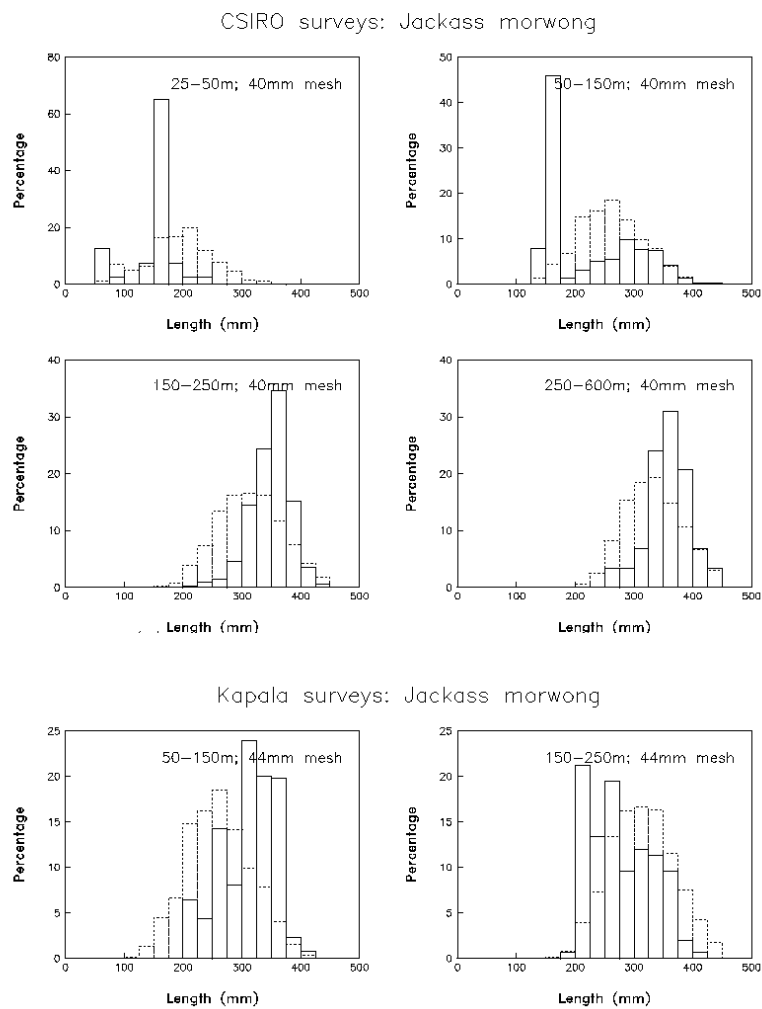 CSIRO surveys: Jackass morwong
25-50m; 40mm mesh
Percentage
80
60
40
20
0
0 100 200 300 400 500
Length (mm)
50-150m; 40mm mesh
Percentage
50
40
30
20
10
0
0 100 200 300 400 500
Length (mm)
150-250m; 40mm mesh
Percentage
40
30
20
10
0
0 100 200 300 400 500
Length (mm)
250-600m; 40mm mesh
Percentage
40
30
20
10
0
0 100 200 300 400 500
Length (mm)
Kapala surveys: Jackass morwong
50-150m; 44mm mesh
Percentage
25
20
15
10
5
0
0 100 200 300 400 500
Length (mm)
150-250m; 44mm mesh
Percentage
25
20
15
10
5
0
0 100 200 300 400 500
Length (mm)